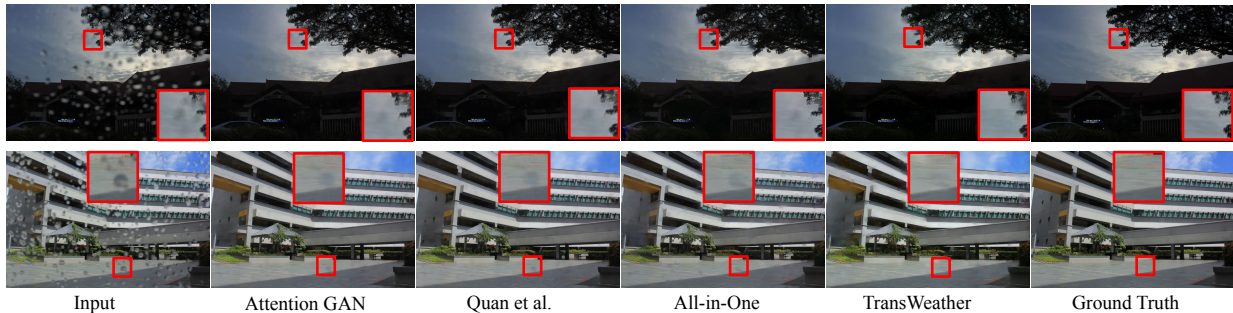 Input
Attention GAN
Quan et al.
All-in-One
TransWeather
Ground Truth